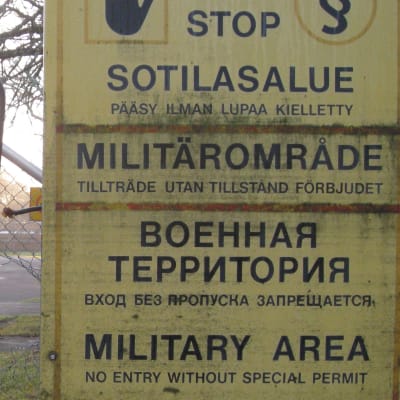 STOP
§
SOTILASALUE
PÄÄSY ILMAN LUPAA KIELLETTY
MILITÄROMRÅDE
TILLTRÄDE UTAN TILLSTÅND FÖRBJUDET
ВОЕННАЯ
ТЕРРИТОРИЯ
ВХОД БЕЗ ПРОПУСКА ЗАПРЕЩАЕТСЯ
MILITARY AREA
NO ENTRY WITHOUT SPECIAL PERMIT